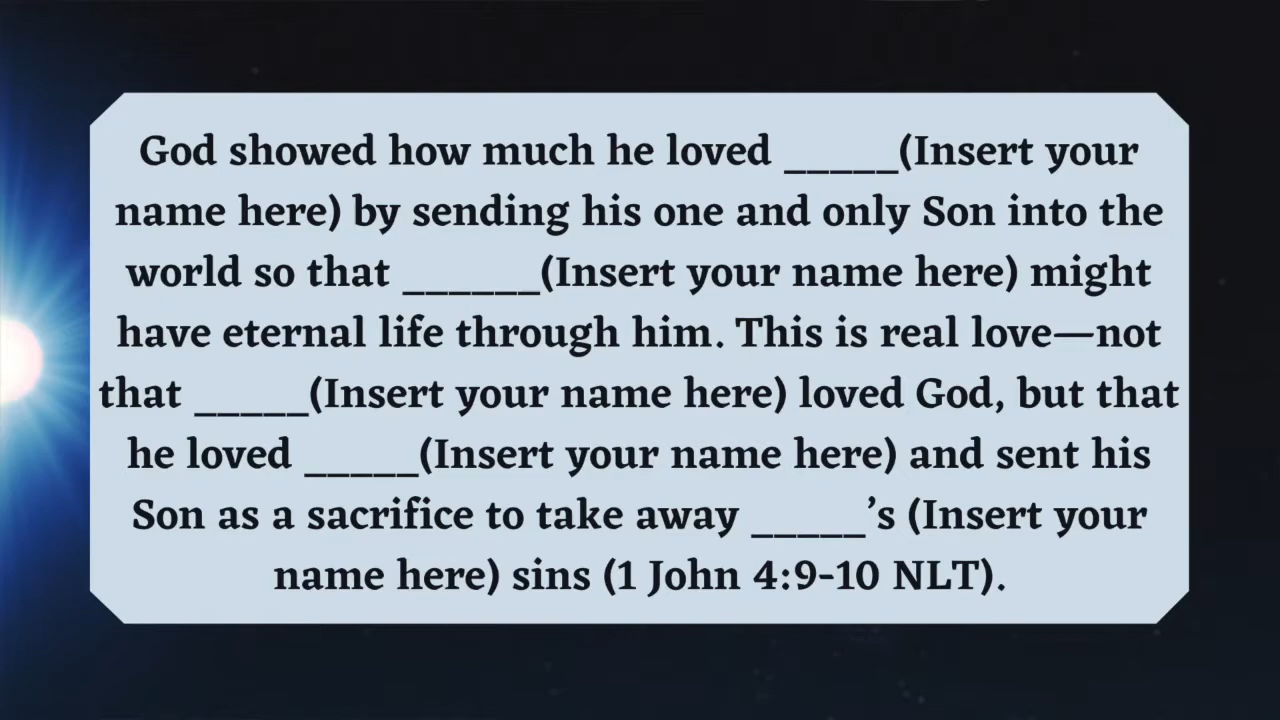 God showed how much he loved _____(Insert your
name here) by sending his one and only Son into the
world so that ______(Insert your name here) might
have eternal life through him. This is real love—not
that _____(Insert your name here) loved God, but that
he loved _____(Insert your name here) and sent his
Son as a sacrifice to take away _____’s (Insert your
name here) sins (1 John 4:9-10 NLT).